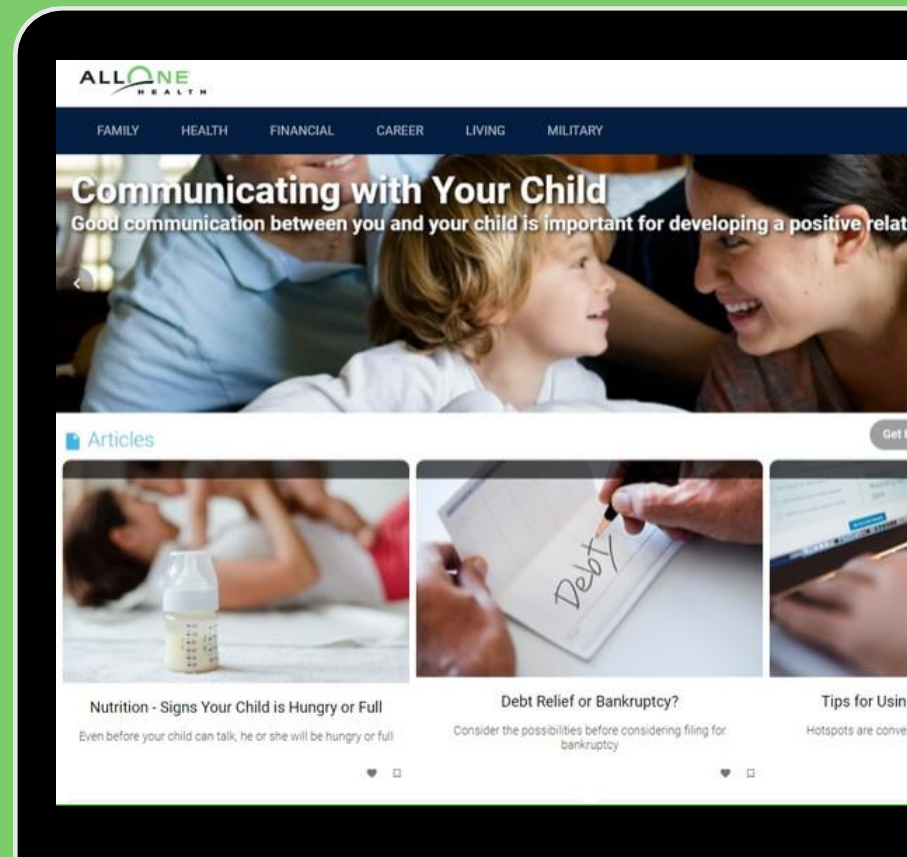 ALLONE
HEALTH
FAMILY HEALTH FINANCIAL CAREER LIVING MILITARY
Communicating with Your Child
Good communication between you and your child is important for developing a positive relat
Articles
Get
Debt
Nutrition - Signs Your Child is Hungry or Full
Even before your child can talk, he or she will be hungry or full
Debt Relief or Bankruptcy?
Consider the possibilities before considering filing for
bankruptcy
Tips for Usin
Hotspots are conve